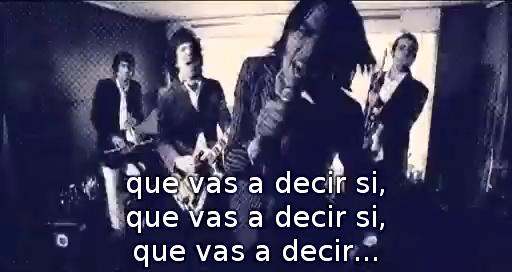 que vas a decir si,
que vas a decir si,
que vas a decir...